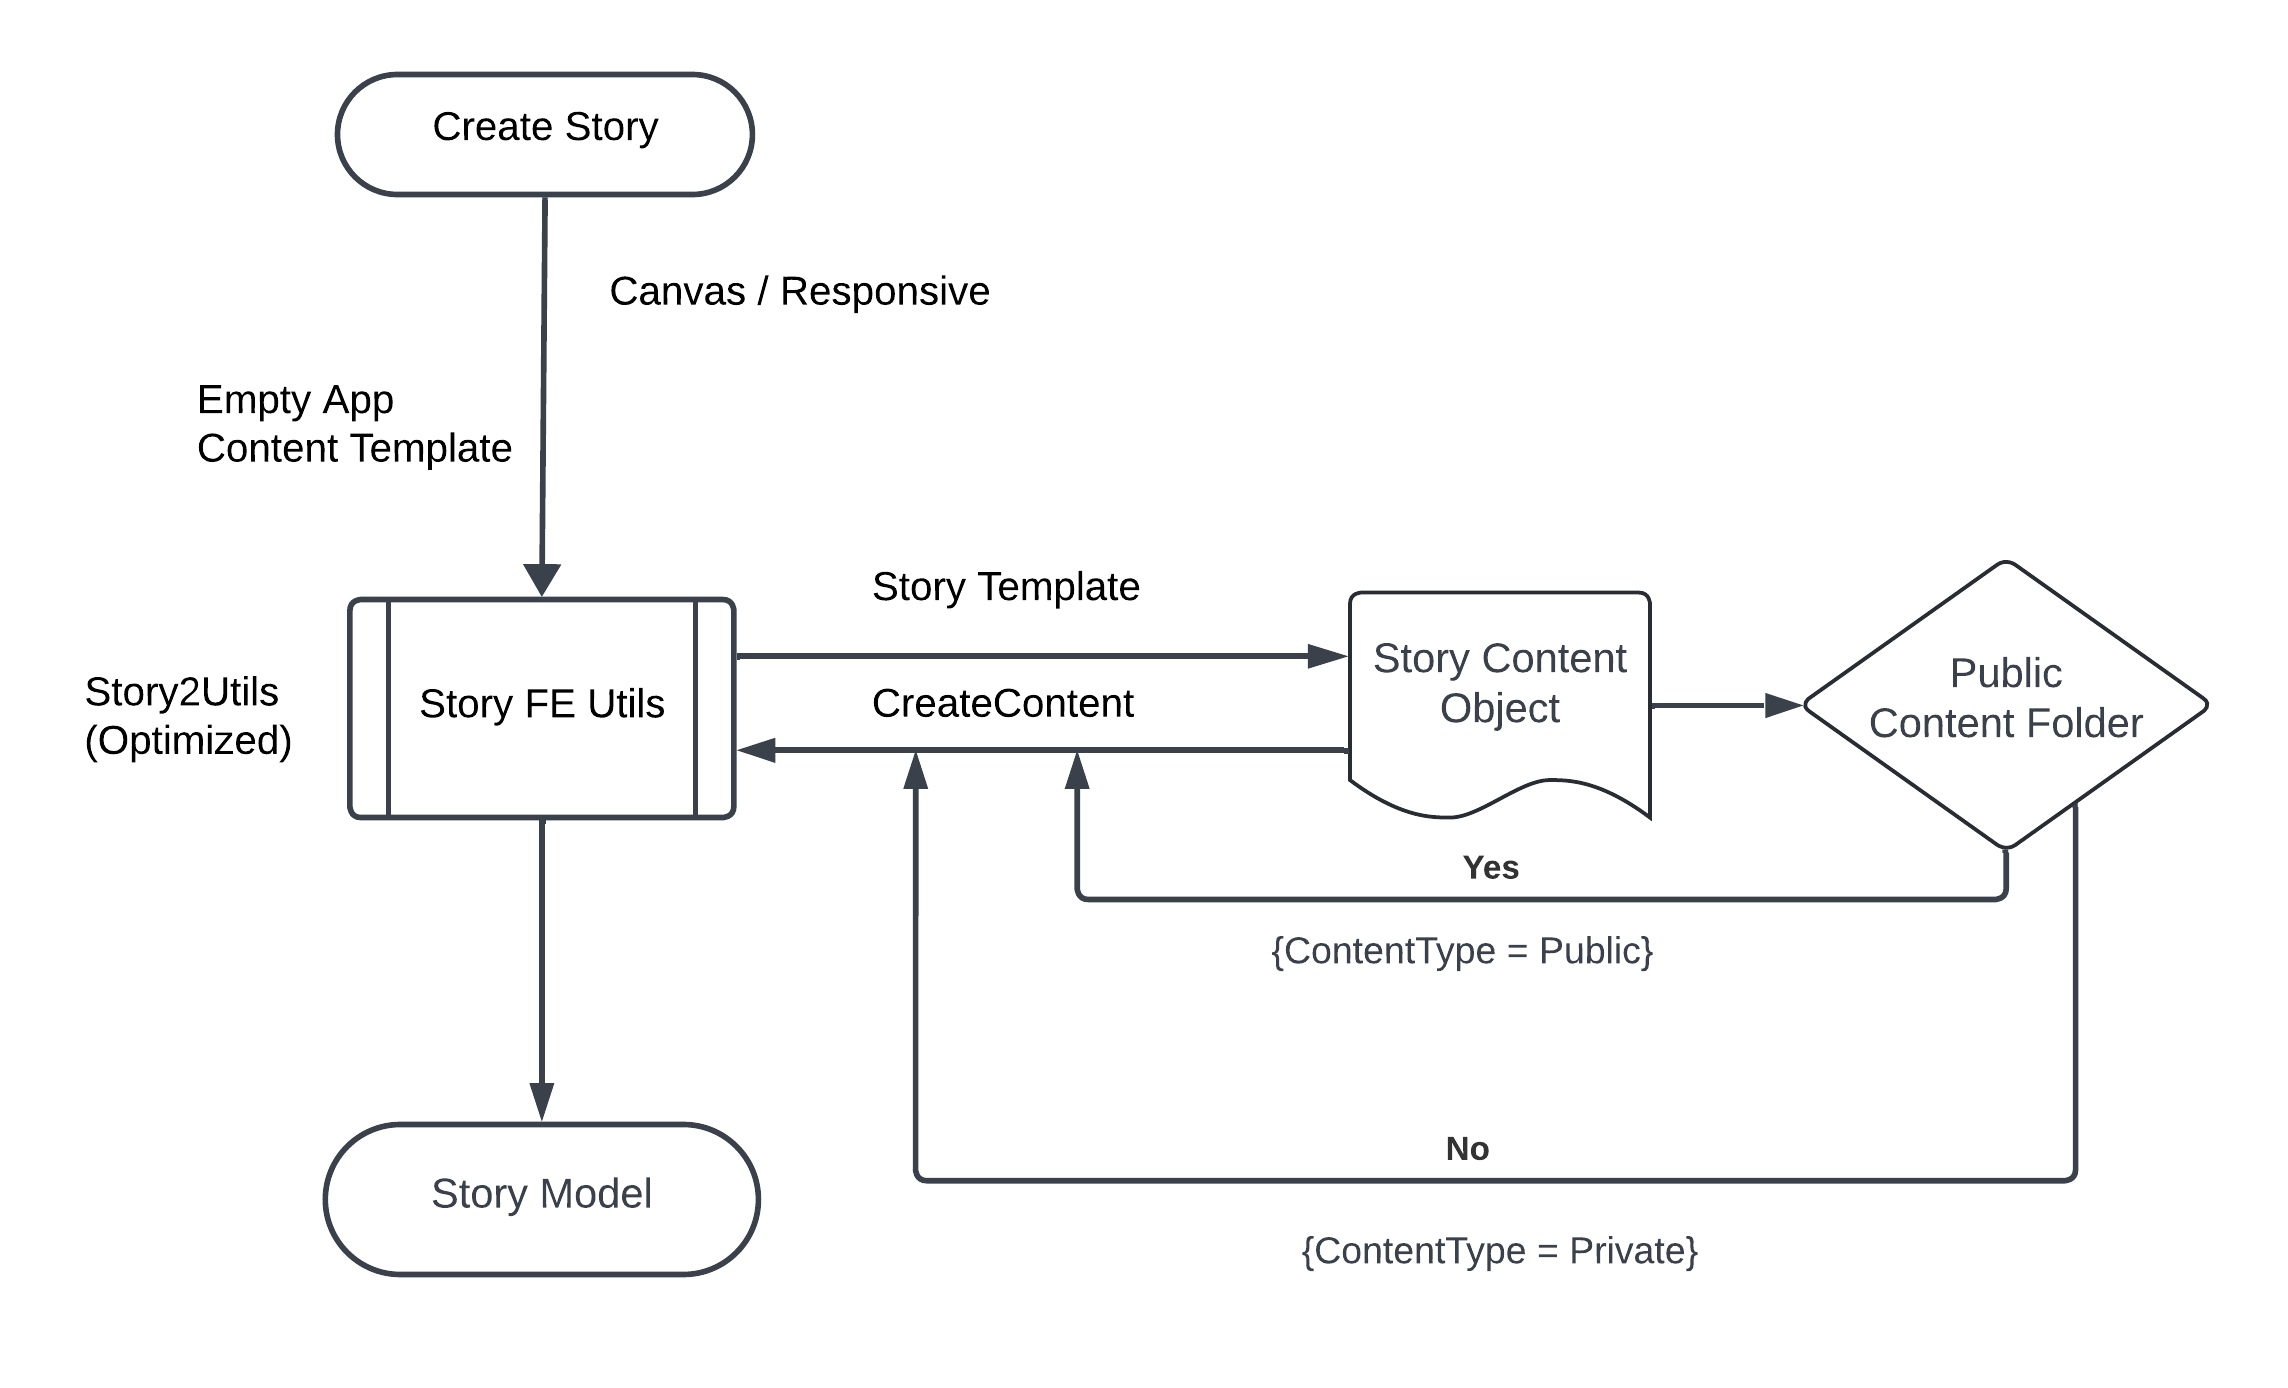 Create Story
Canvas / Responsive
Empty App
Content Template
Story Template
Story2Utils
(Optimized)
Story FE Utils
CreateContent
Story Content
Object
Public
Content Folder
Yes
{ContentType = Public}
No
Story Model
{ContentType = Private}